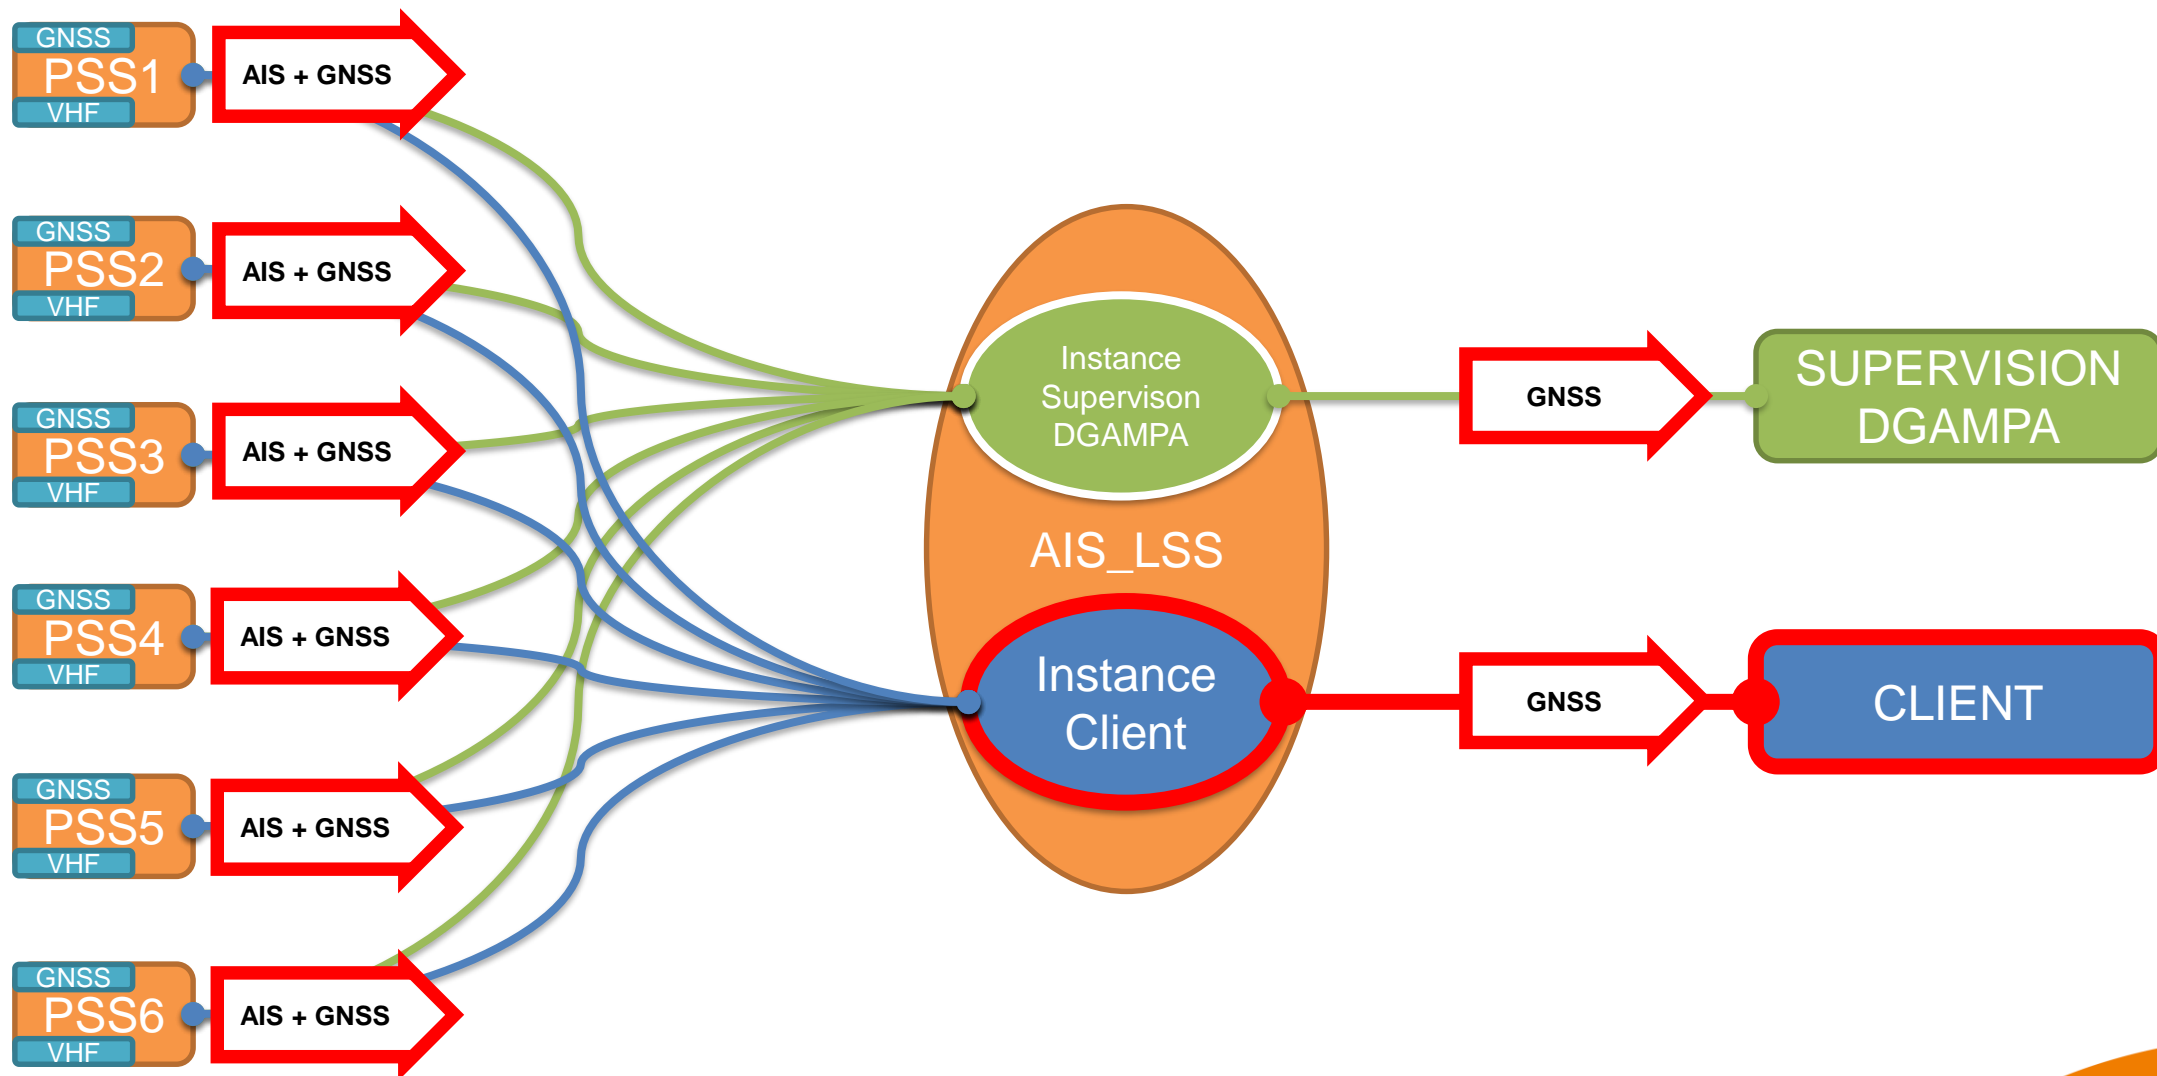 GNSS
PSS1
VHF
AIS + GNSS
GNSS
PSS2
VHF
AIS + GNSS
GNSS
PSS3
VHF
AIS + GNSS
GNSS
PSS4
VHF
AIS + GNSS
GNSS
PSS5
VHF
AIS + GNSS
GNSS
PSS6
VHF
AIS + GNSS
Instance
Supervison
DGAMPA
AIS_LSS
Instance
Client
GNSS
SUPERVISION
DGAMPA
GNSS
CLIENT